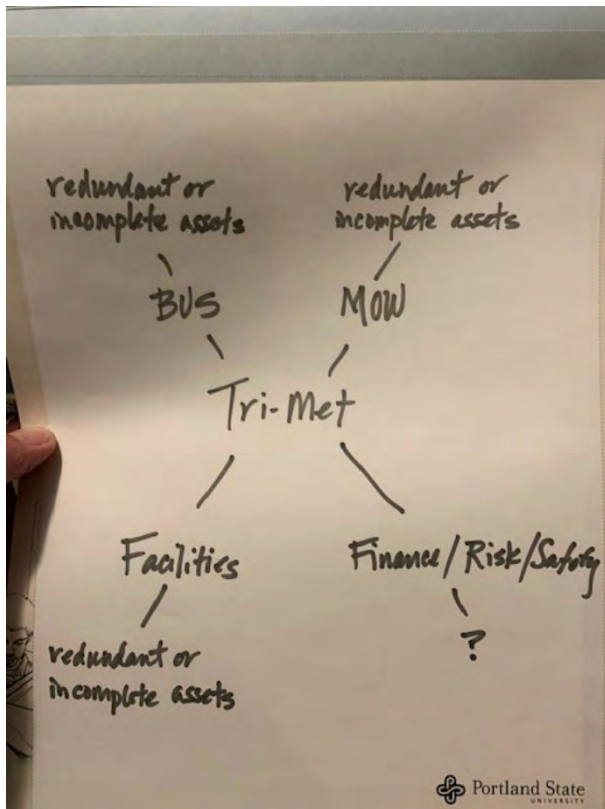 redundant or
incomplete assets
redundant or
incomplete assets
BUS
MOW
Tri-Met
Facilities
Finance/Risk/Safety
redundant or
incomplete assets
?
Portland State
UNIVERSITY